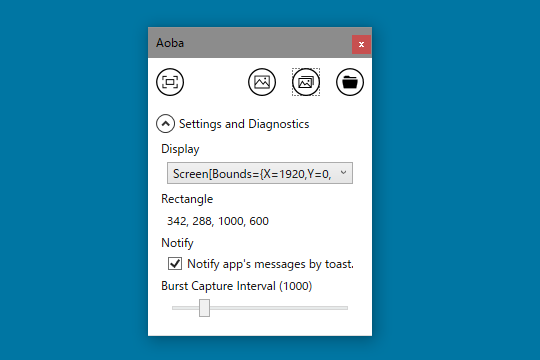 Aoba
x
Settings and Diagnostics
Display
Screen[Bounds={X=1920,Y=0,
Rectangle
342, 288, 1000, 600
Notify
Notify app's messages by toast.
Burst Capture Interval (1000)